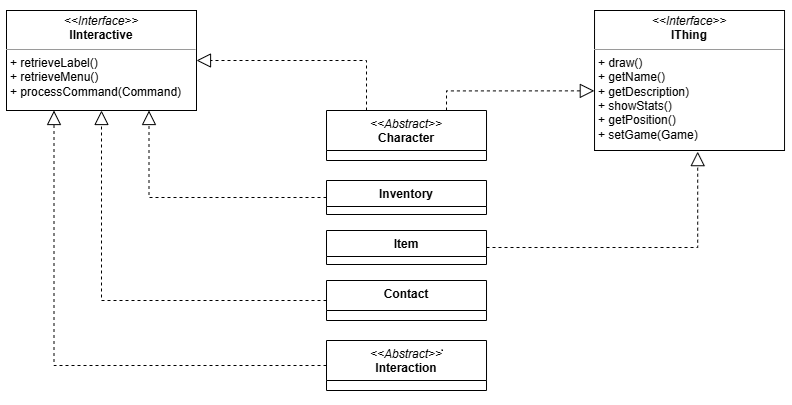 <<Interface>>
IInteractive
+ retrieveLabel()
+ retrieveMenu()
+ processCommand(Command)
<<Interface>>
IThing
+ draw()
+ getName()
+ getDescription)
+ showStats()
+ getPosition()
+ setGame(Game)
<<Abstract>>
Character
Inventory
Item
Contact
<<Abstract>>
Interaction